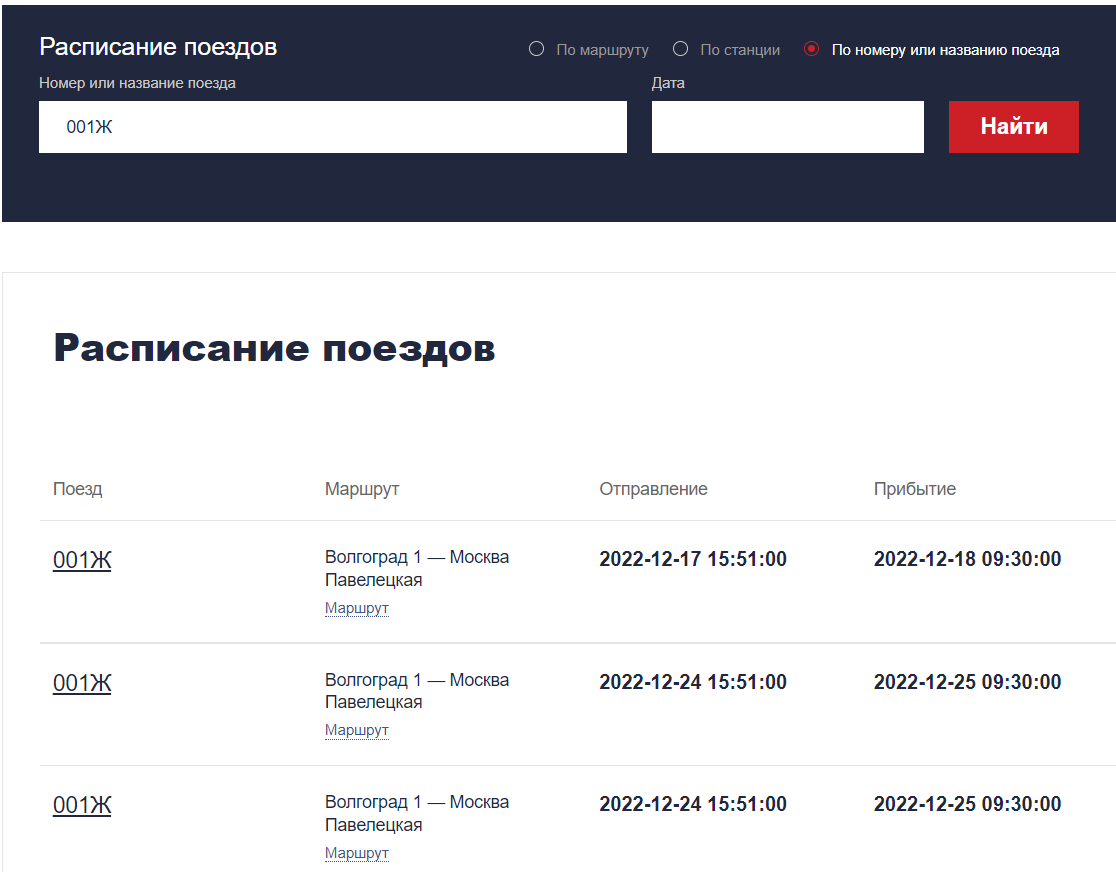 Расписание поездов
По маршруту
По станции
По номеру или названию поезда
Номер или название поезда
Дата
001Ж
Найти
Расписание поездов
Поезд
Маршрут
Отправление
Прибытие
001Ж
Волгоград 1 — Москва
Павелецкая
Маршрут
2022-12-17 15:51:00
2022-12-18 09:30:00
001Ж
Волгоград 1 — Москва
Павелецкая
Маршрут
2022-12-24 15:51:00
2022-12-25 09:30:00
001Ж
Волгоград 1 — Москва
Павелецкая
Маршрут
2022-12-24 15:51:00
2022-12-25 09:30:00